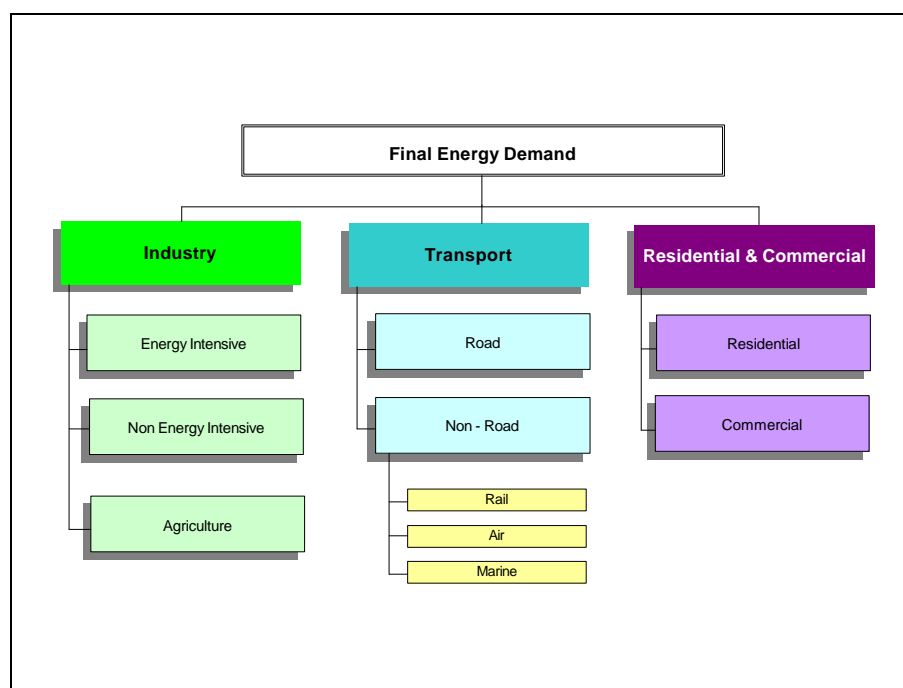 Final Energy Demand
Industry
Transport
Residential & Commercial
Energy Intensive
Road
Residential
Non Energy Intensive
Non - Road
Commercial
Rail
Agriculture
Air
Marine